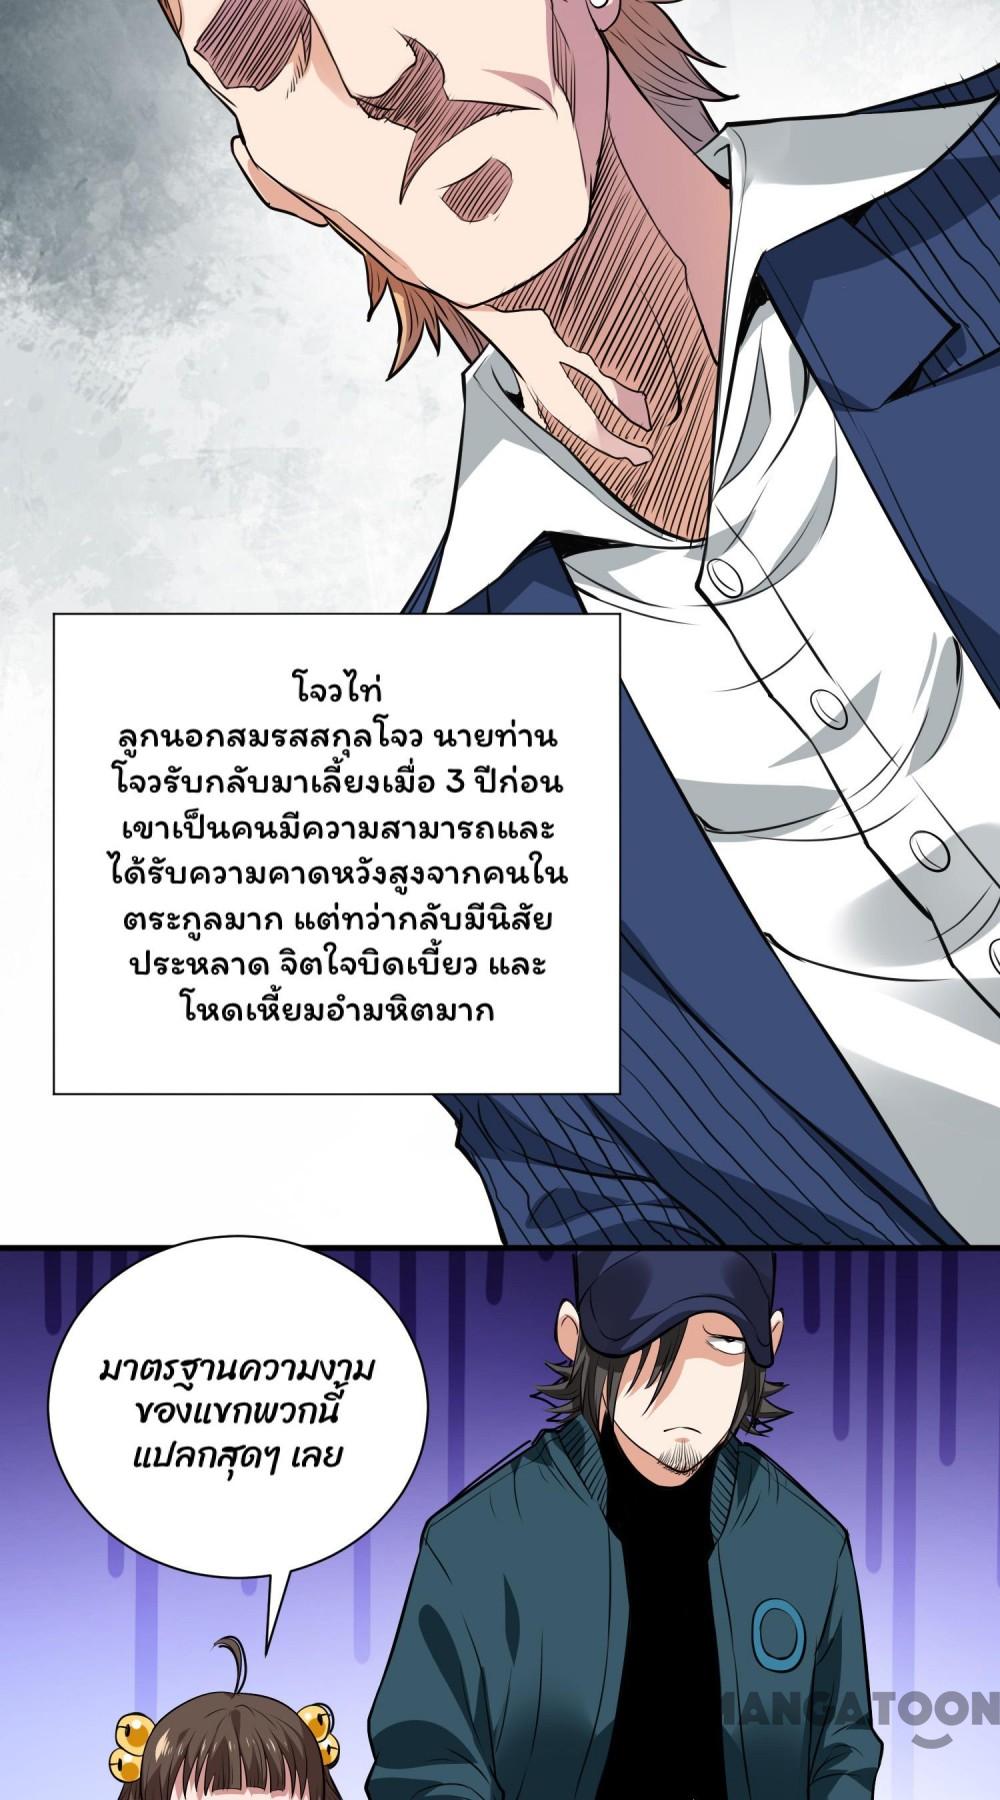 โจวไท่
ลูกนอกสมรสสกุลโจว นายท่าน
โจวรับกลับมาเลี้ยงเมื่อ 3 ปีก่อน
เขาเป็นคนมีความสามารถและ
ได้รับความคาดหวังสูงจากคนใน
ตระกูลมาก แต่ทว่ากลับมีนิสัย
ประหลาด จิตใจบิดเบี้ยว และ
โหดเหี้ยมอำมหิตมาก
มาตรฐานความงาม
ของแขกพวกนี้
แปลกสุดๆ เลย
MANGATOON